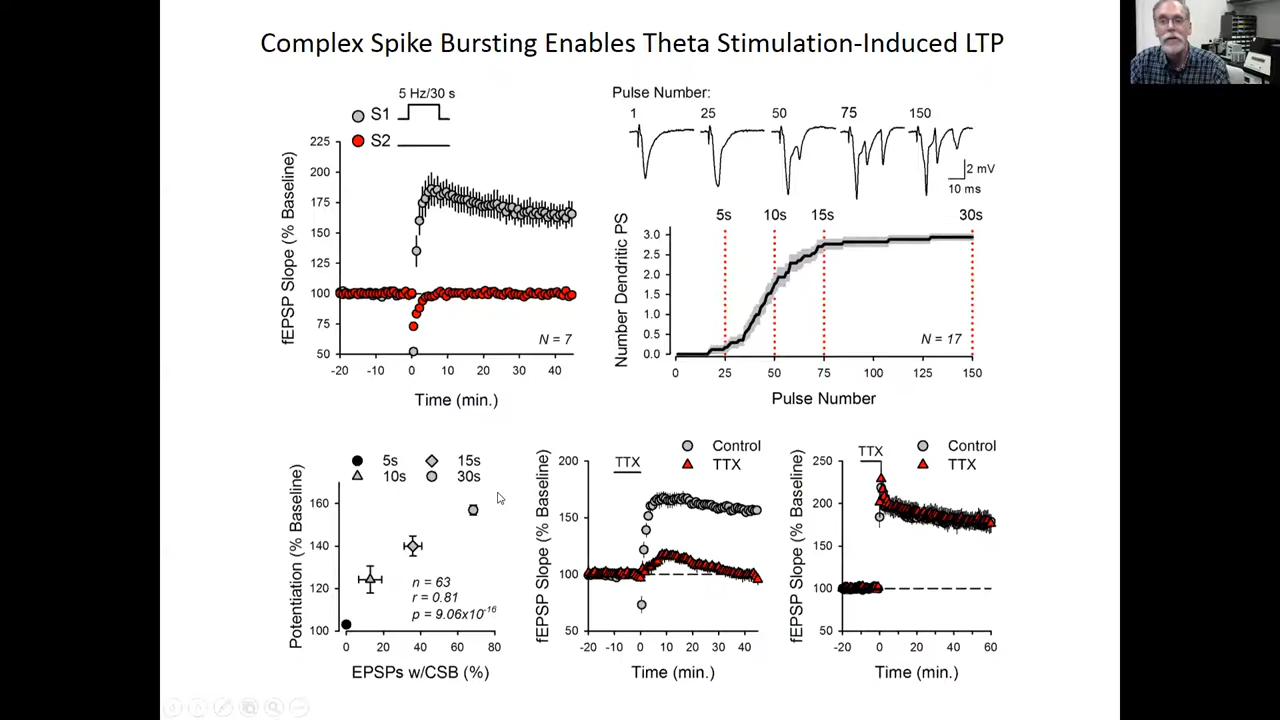 Complex Spike Bursting Enables Theta Stimulation-Induced LTP
5 Hz/30 s
S1
S2
225
200
175
150
125
100
75
50
fEPSP Slope (% Baseline)
N = 7
-20 -10 0 10 20 30 40
Time (min.)
Pulse Number:
1 25 50 75 150
2 mV
10 ms
5s 10s 15s 30s
3.0
2.5
2.0
1.5
1.0
0.5
0.0
Number Dendritic PS
N = 17
0 25 50 75 100 125 150
Pulse Number
5s 15s
10s 30s
160
140
120
100
Potentiation (% Baseline)
n = 63
r = 0.81
p = 9.06x10-16
0 20 40 60 80
EPSPs w/CSB (%)
Control
TTX
TTX
200
150
100
50
fEPSP Slope (% Baseline)
-20 -10 0 10 20 30 40
Time (min.)
Control
TTX
TTX
250
200
150
100
50
fEPSP Slope (% Baseline)
-20 -10 0 10 20 30 40 50 60
Time (min.)